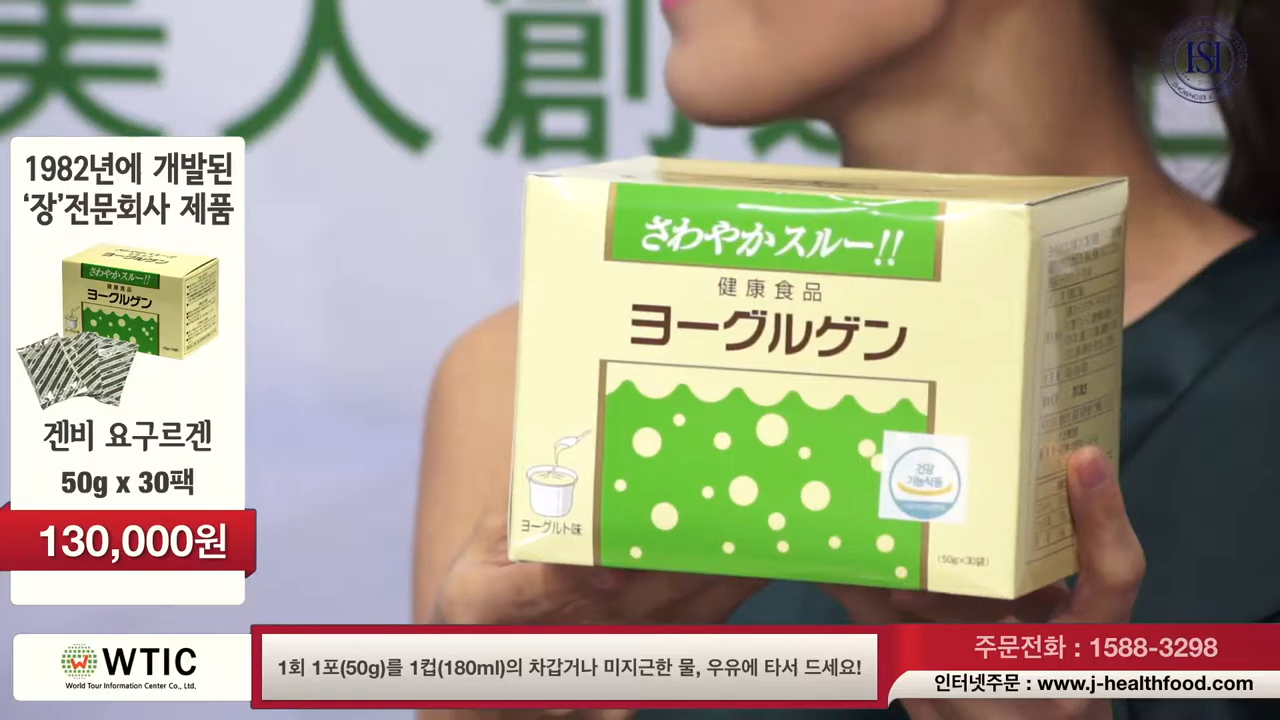 美人創
HSI
1982년에 개발된
‘장’전문회사 제품
さわやかスルー!!
健康食品
ヨーグルゲン
겐비 요구르겐
50g x 30팩
130,000원
さわやかスルー!!
健康食品
ヨーグルゲン
ヨーグルト味
건강
기능식품
(50g×30袋)
WTIC
World Tour Information Center Co., Ltd.
1회 1포(50g)를 1컵(180ml)의 차갑거나 미지근한 물, 우유에 타서 드세요!
주문전화 : 1588-3298
인터넷주문 : www.j-healthfood.com